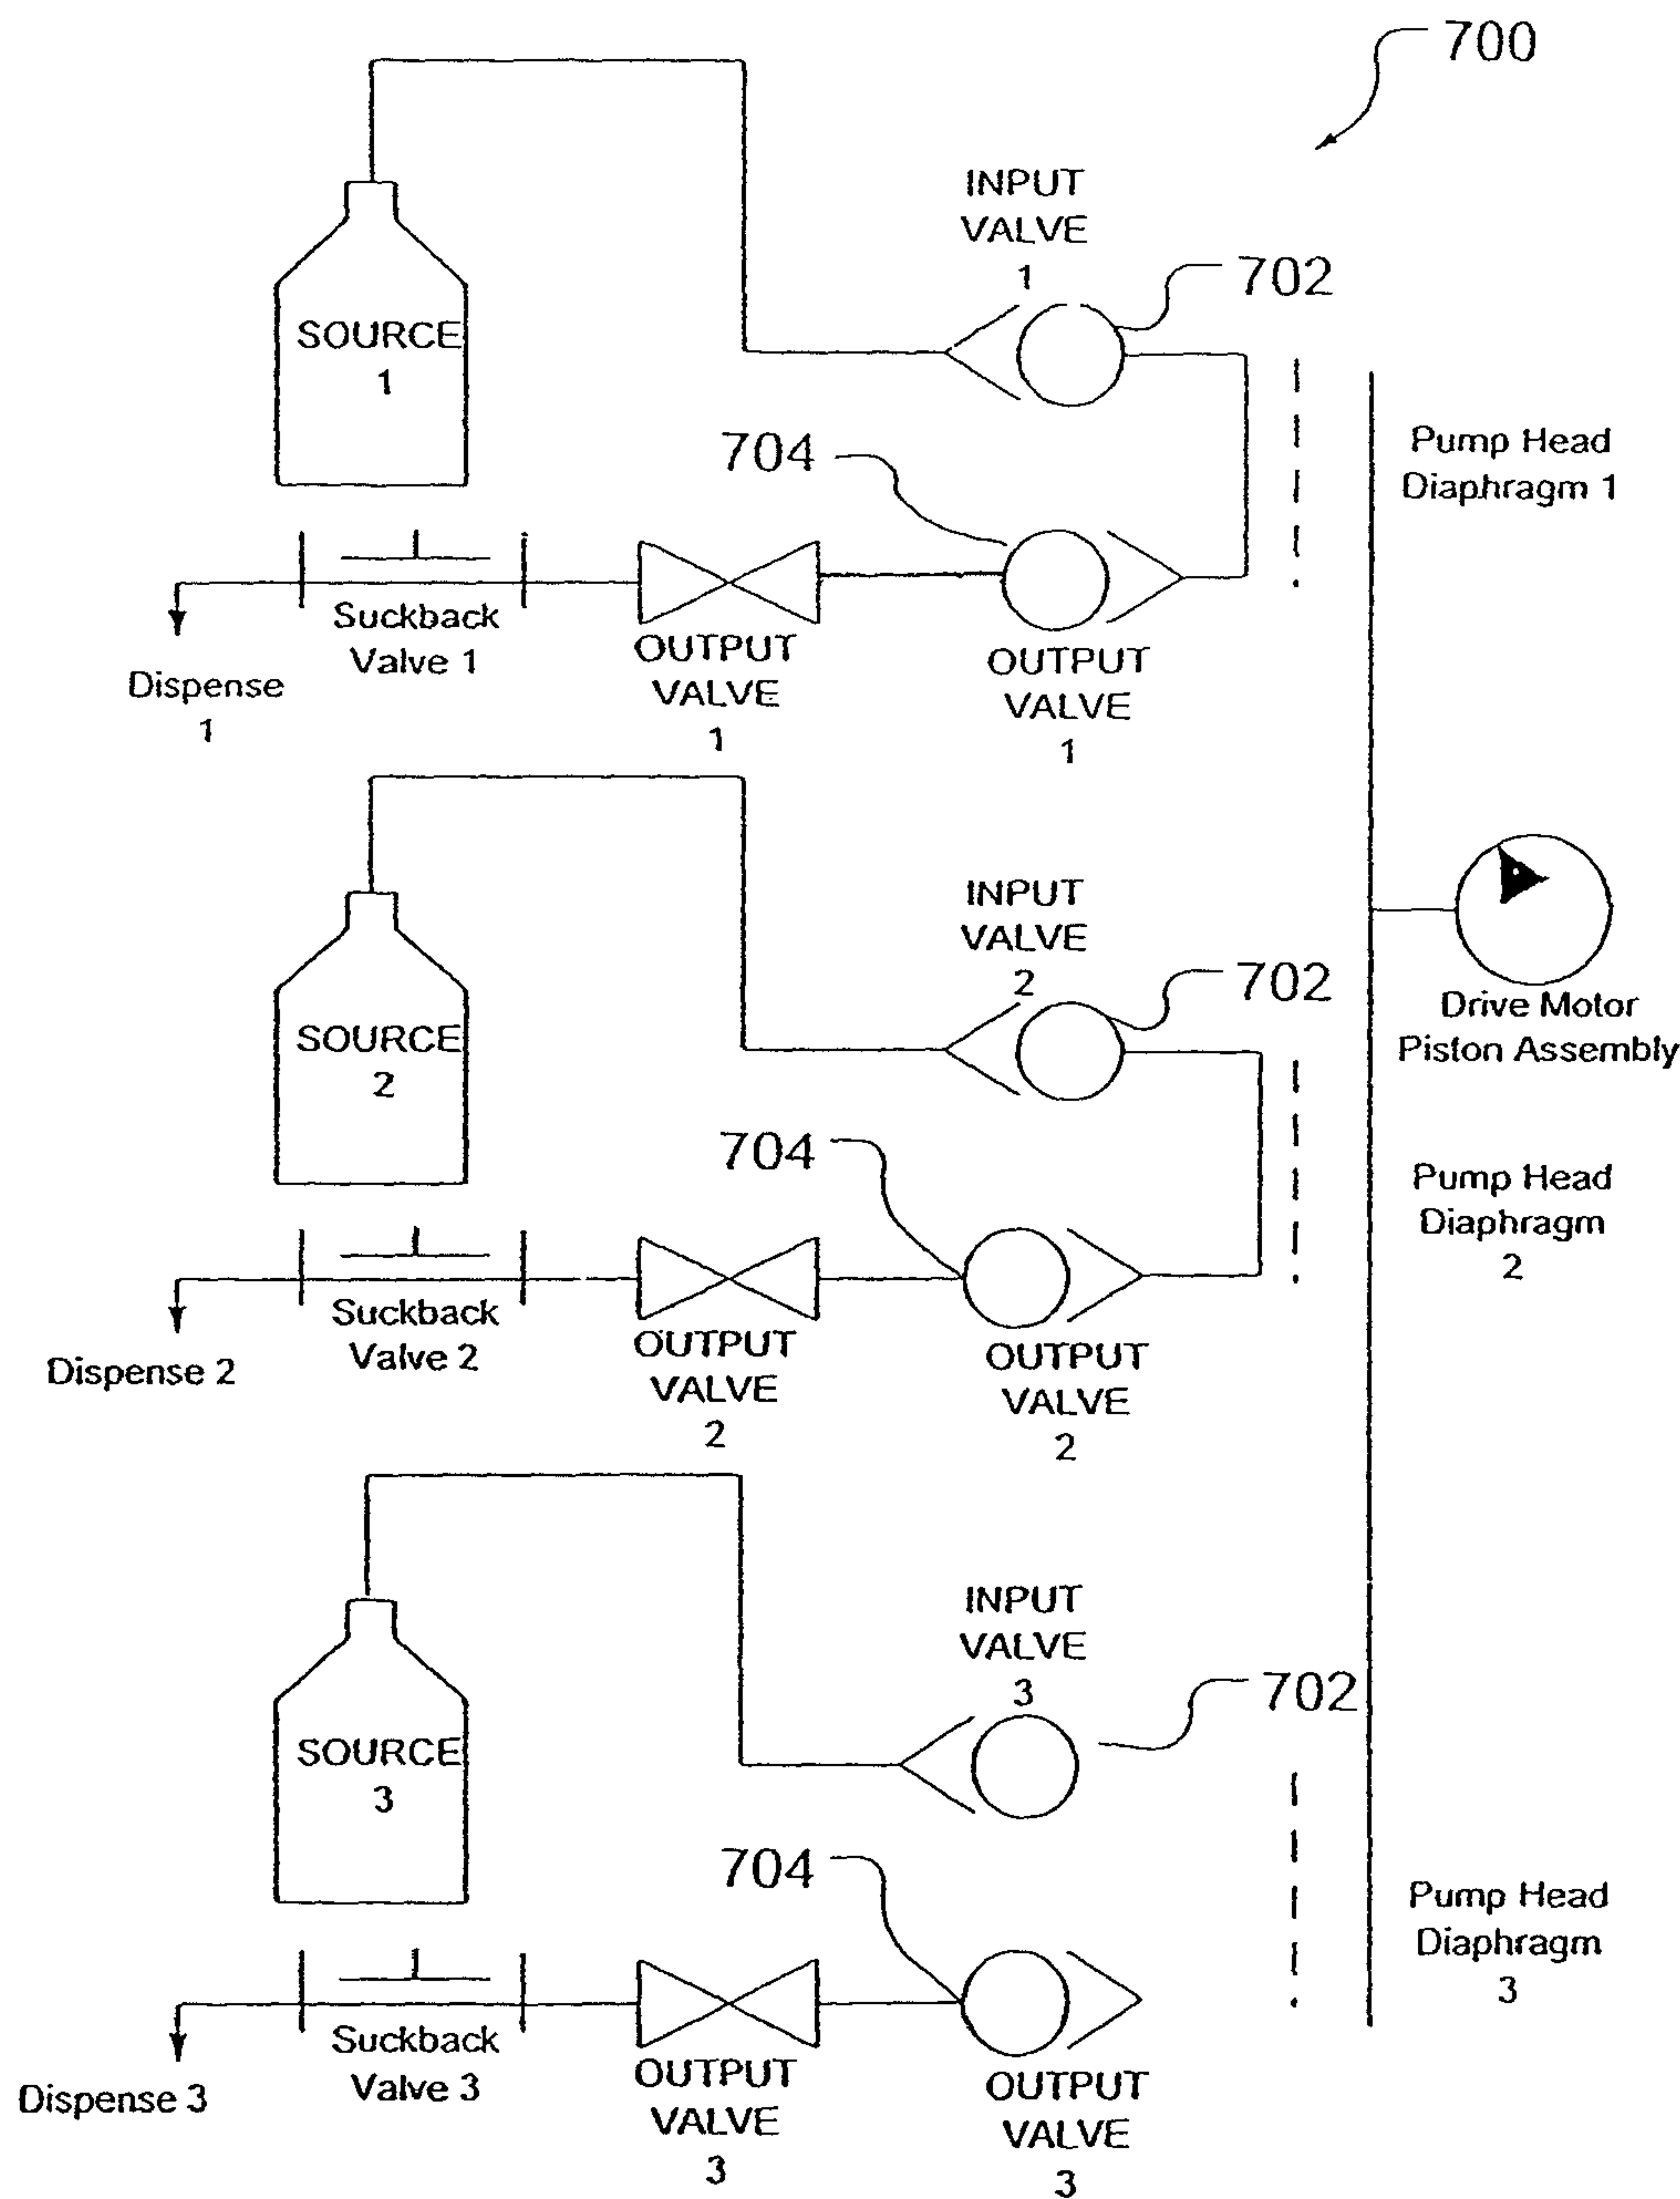 700
INPUT
VALVE
1
702
SOURCE
1
704
Pump Head
Diaphragm 1
Suckback
Valve 1
OUTPUT
VALVE
1
OUTPUT
VALVE
1
Dispense
1
INPUT
VALVE
2
702
SOURCE
2
Drive Motor
Piston Assembly
704
Pump Head
Diaphragm
2
Suckback
Valve 2
OUTPUT
VALVE
2
OUTPUT
VALVE
2
Dispense 2
INPUT
VALVE
3
702
SOURCE
3
704
Pump Head
Diaphragm
3
Suckback
Valve 3
OUTPUT
VALVE
3
OUTPUT
VALVE
3
Dispense 3